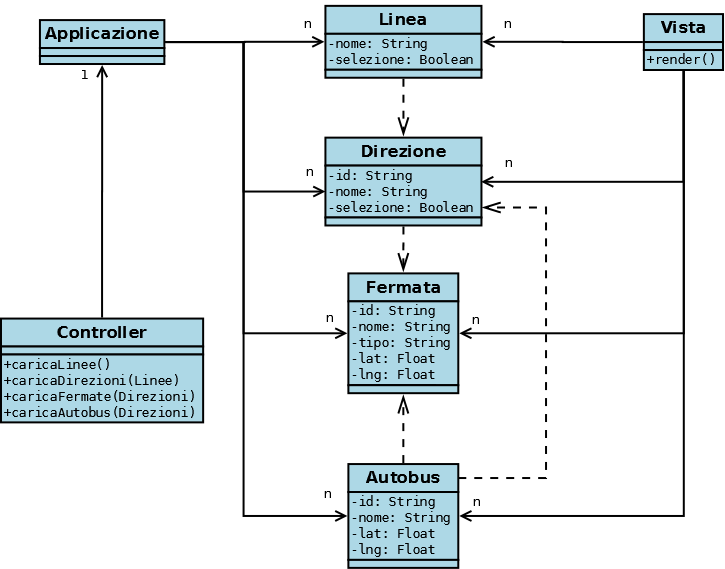 Applicazione
1
n
Linea
-nome: String
-selezione: Boolean
n
Vista
+render()
n
Direzione
-id: String
-nome: String
-selezione: Boolean
n
n
Fermata
-id: String
-nome: String
-tipo: String
-lat: Float
-lng: Float
n
Controller
+caricaLinee()
+caricaDirezioni(Linee)
+caricaFermate(Direzioni)
+caricaAutobus(Direzioni)
n
Autobus
-id: String
-nome: String
-lat: Float
-lng: Float
n